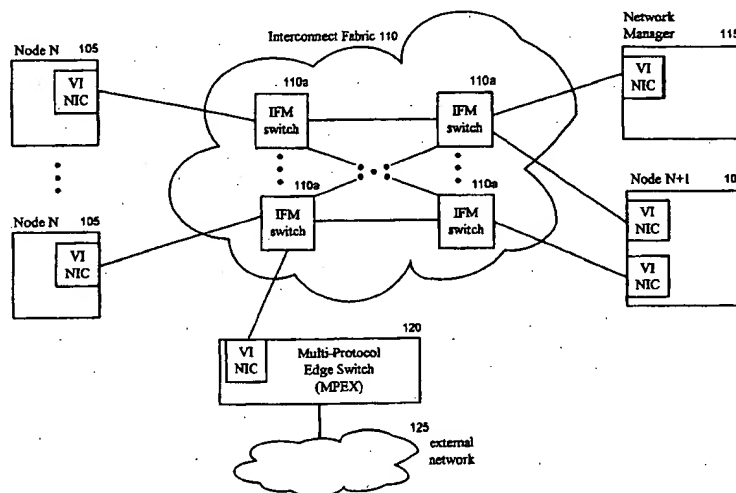 Node N 105
VI
NIC
Interconnect Fabric 110
110a
IFM
switch
110a
IFM
switch
Network
Manager 115
VI
NIC
Node N 105
VI
NIC
110a
IFM
switch
110a
IFM
switch
Node N+1 10
VI
NIC
VI
NIC
120
VI
NIC
Multi-Protocol
Edge Switch
(MPEX)
125
external
network